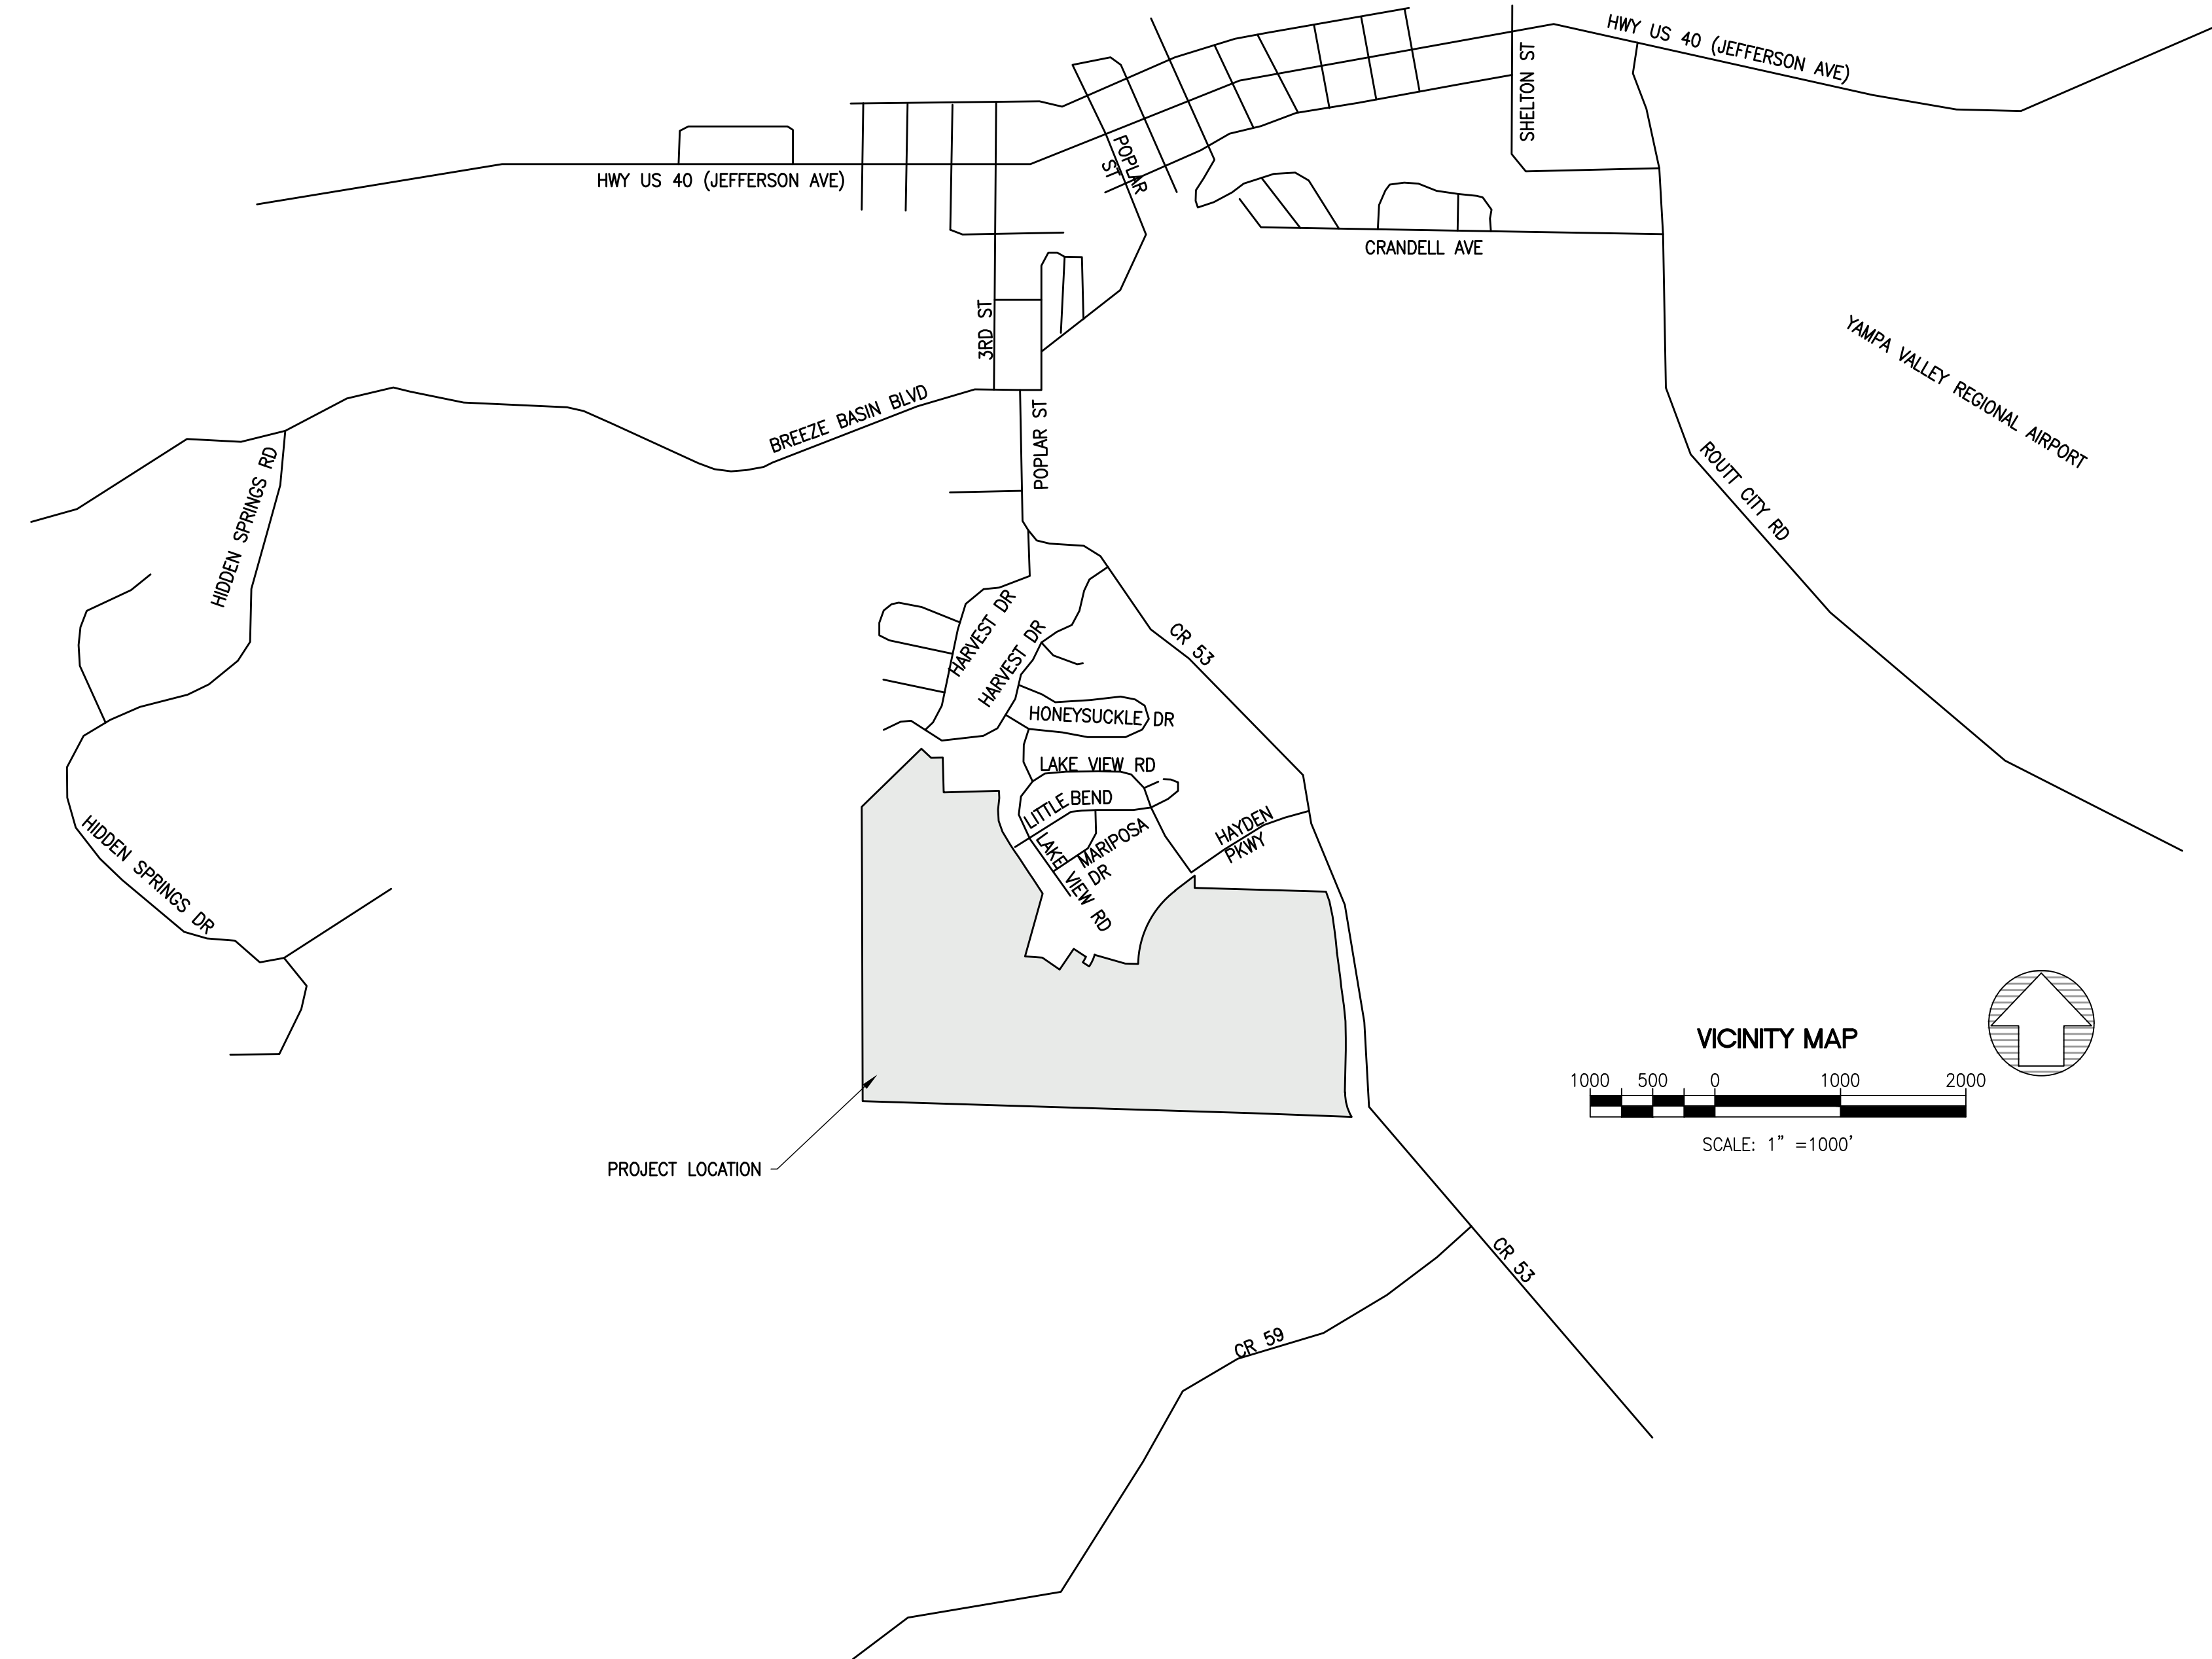 HWY US 40 (JEFFERSON AVE)
SHELTON ST
POPLAR
ST
HWY US 40 (JEFFERSON AVE)
CRANDELL AVE
3RD ST
YAMPA VALLEY REGIONAL AIRPORT
BREEZE BASIN BLVD
POPLAR ST
HIDDEN SPRINGS RD
ROUTT CITY RD
HARVEST DR
HARVEST DR
CR 53
HONEYSUCKLE DR
LAKE VIEW RD
LITTLE BEND
MARIPOSA
DR
LAKE VIEW RD
HAYDEN
PKWY
HIDDEN SPRINGS DR
VICINITY MAP
1000 500 0 1000 2000
SCALE: 1" =1000'
PROJECT LOCATION
CR 53
CR 59